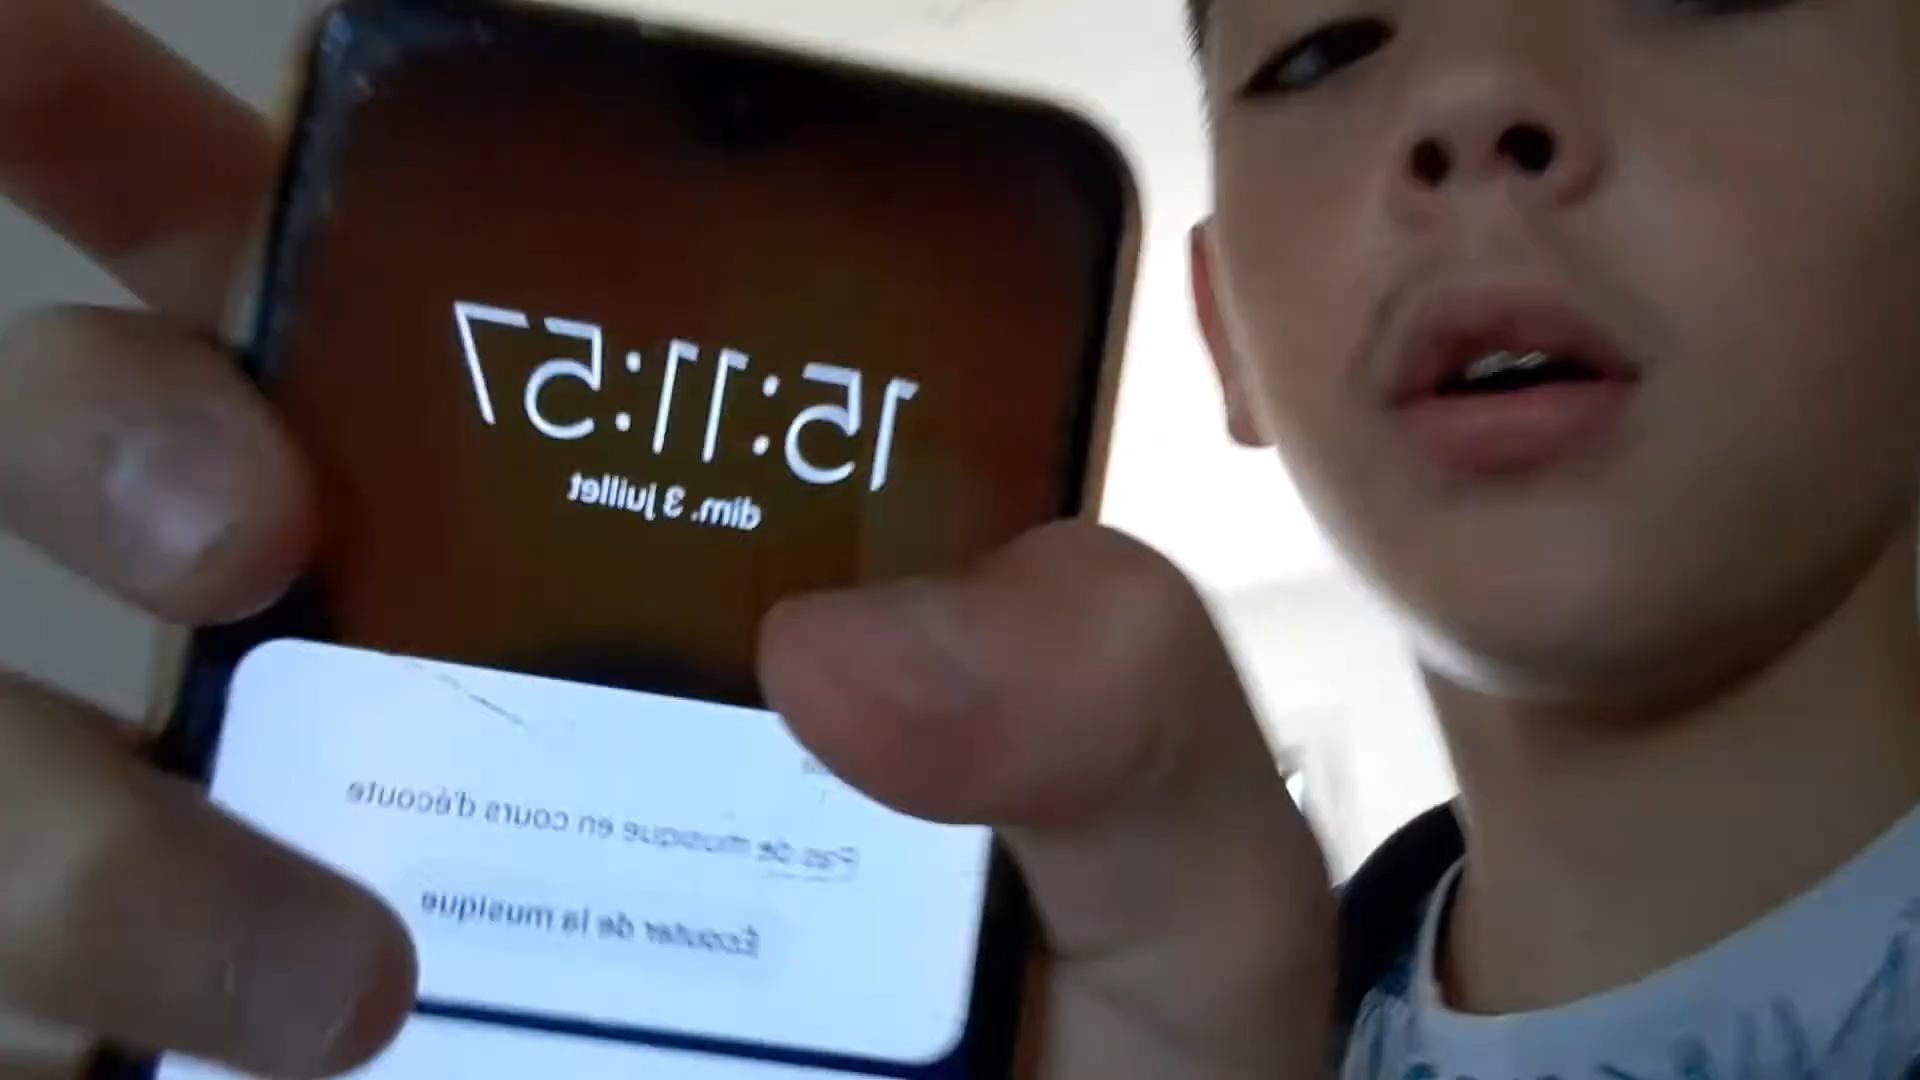 15:11:57
dim. 3 juillet
Pas de musique en cours d'écoute
Écouter de la musique